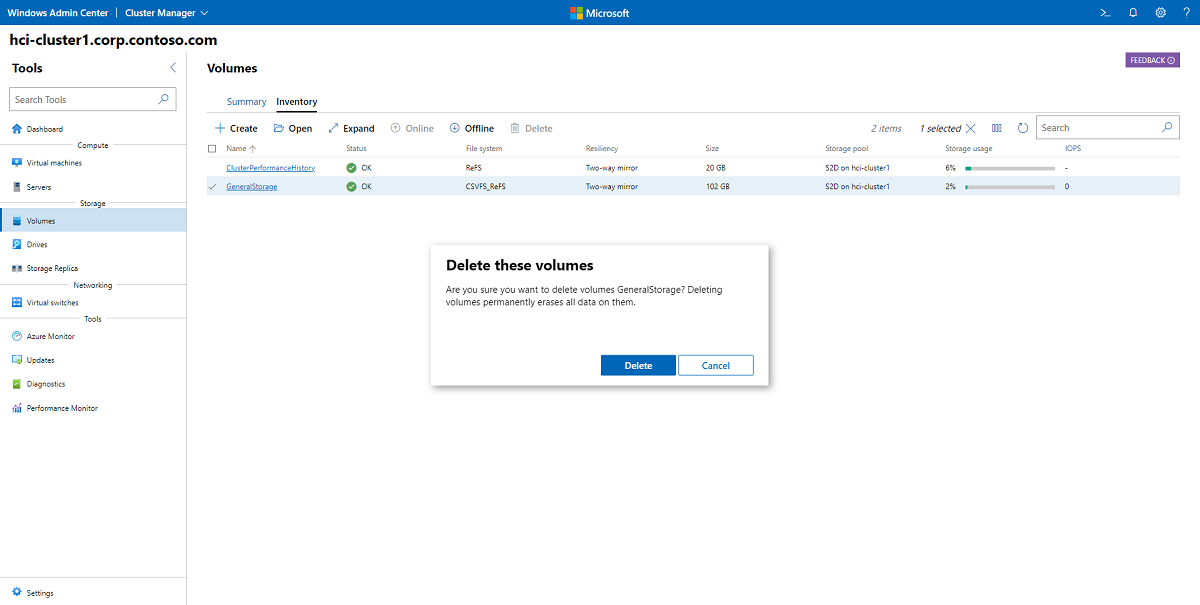 Windows Admin Center | Cluster Manager
Microsoft
hci-cluster1.corp.contoso.com
Tools
Search Tools
Dashboard
Compute
Virtual machines
Servers
Storage
Volumes
Drives
Storage Replica
Networking
Virtual switches
Tools
Azure Monitor
Updates
Diagnostics
Performance Monitor
Settings
Volumes
FEEDBACK
Summary Inventory
Create Open Expand Online Offline Delete 2 items 1 selected Search
Name Status File system Resiliency Size Storage pool Storage usage IOPS
ClusterPerformanceHistory OK ReFS Two-way mirror 20 GB S2D on hci-cluster1 6% -
GeneralStorage OK CSVFS_ReFS Two-way mirror 102 GB S2D on hci-cluster1 2% 0
Delete these volumes
Are you sure you want to delete volumes GeneralStorage? Deleting
volumes permanently erases all data on them.
Delete Cancel